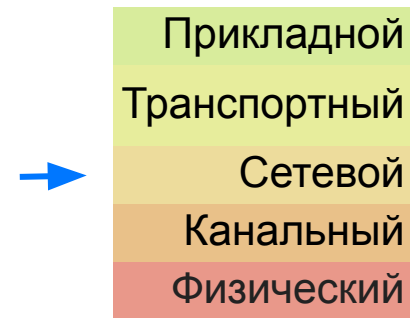 Прикладной
Транспортный
Сетевой
Канальный
Физический